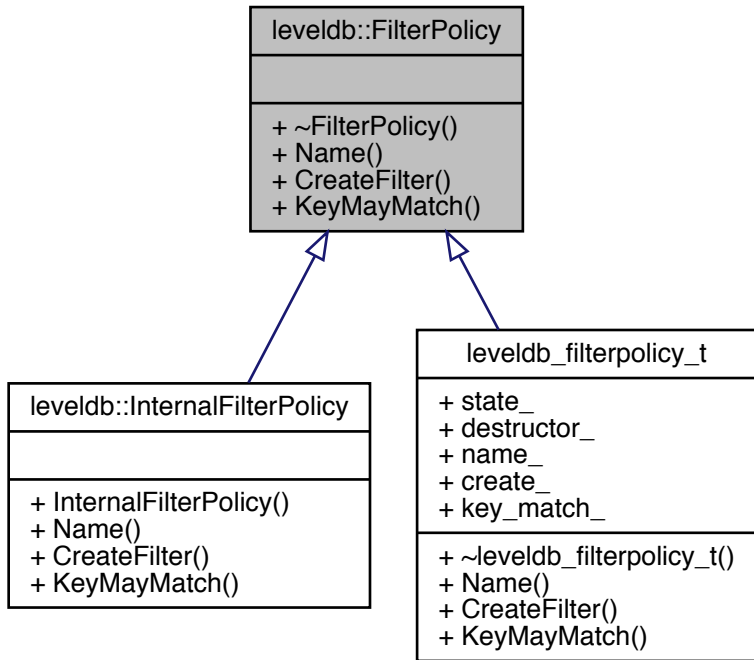 leveldb::FilterPolicy
+ ~FilterPolicy()
+ Name()
+ CreateFilter()
+ KeyMayMatch()
leveldb::InternalFilterPolicy
+ InternalFilterPolicy()
+ Name()
+ CreateFilter()
+ KeyMayMatch()
leveldb_filterpolicy_t
+ state_
+ destructor_
+ name_
+ create_
+ key_match_
+ ~leveldb_filterpolicy_t()
+ Name()
+ CreateFilter()
+ KeyMayMatch()